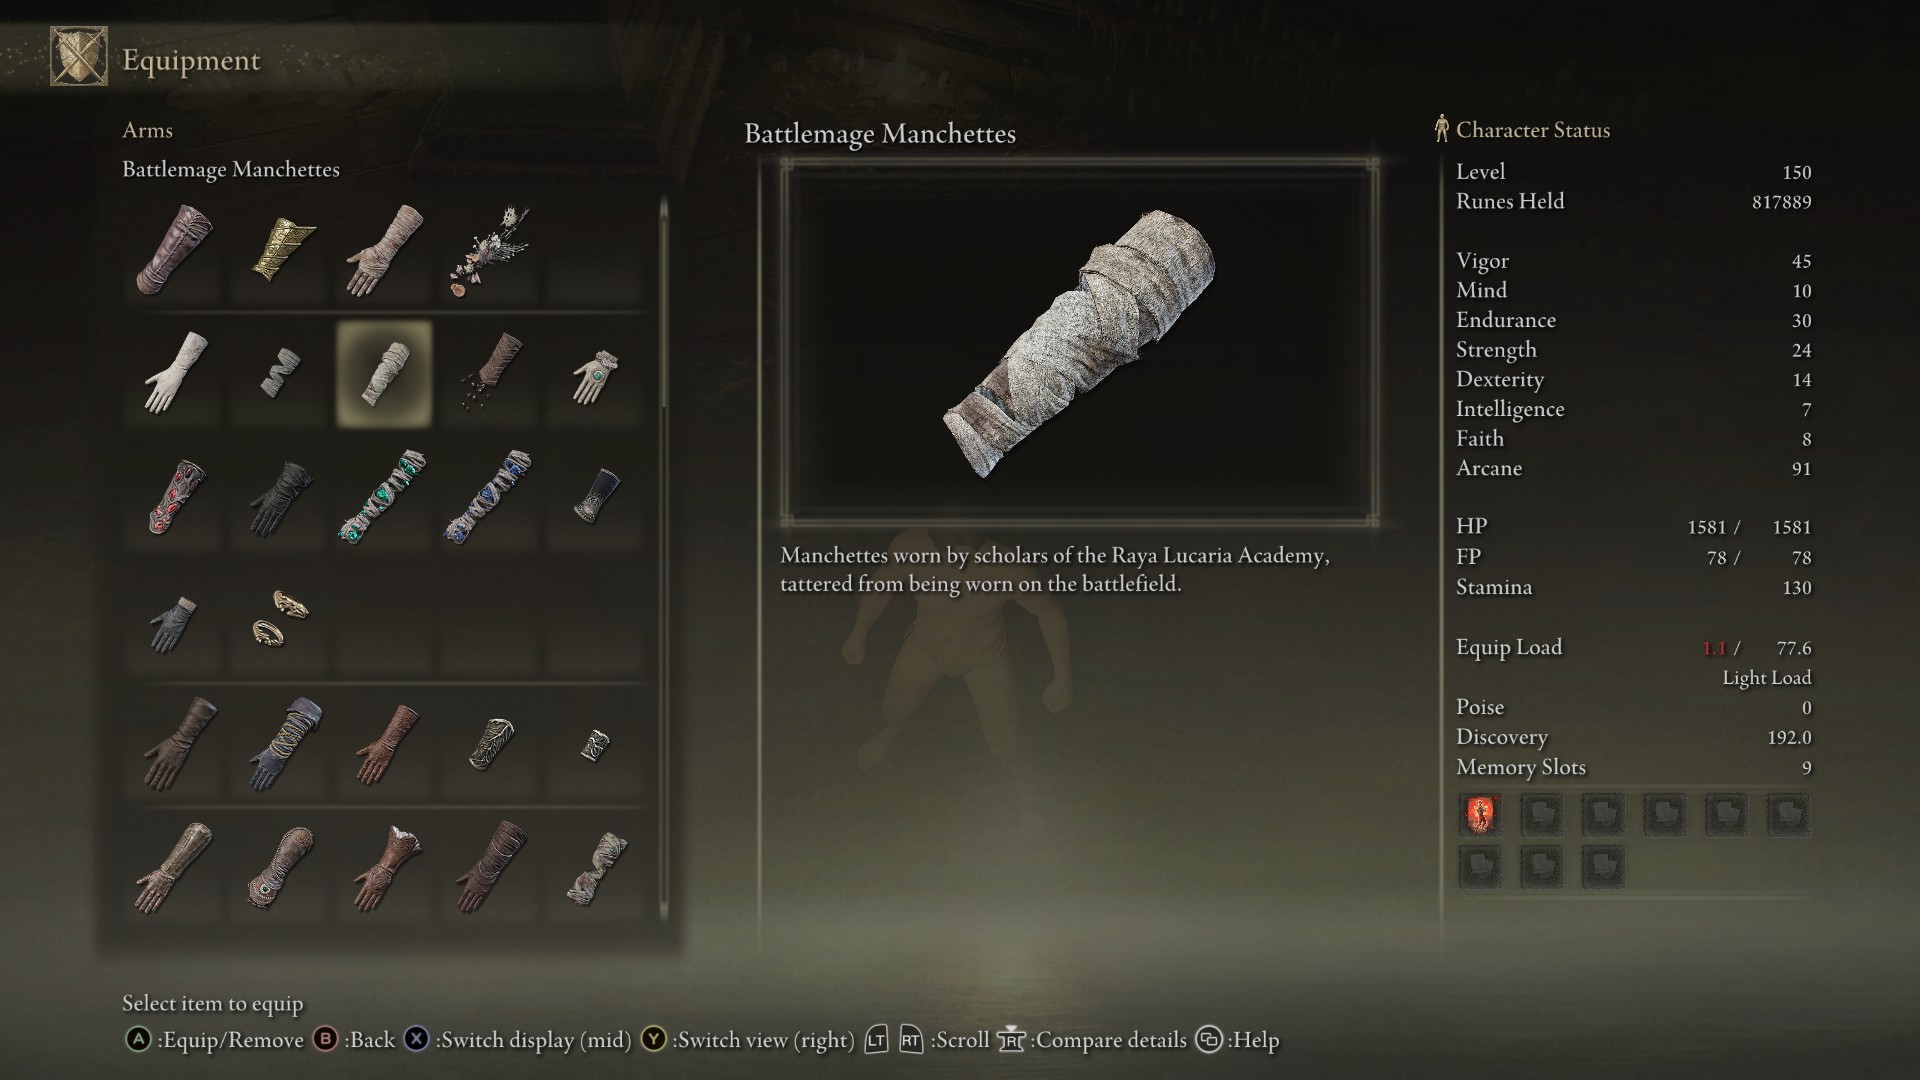 Equipment
Arms
Battlemage Manchettes
Battlemage Manchettes
Manchettes worn by scholars of the Raya Lucaria Academy,
tattered from being worn on the battlefield.
Character Status
Level 150
Runes Held 817889
Vigor 45
Mind 10
Endurance 30
Strength 24
Dexterity 14
Intelligence 7
Faith 8
Arcane 91
HP 1581 / 1581
FP 78 / 78
Stamina 130
Equip Load 1.1 / 77.6
Light Load
Poise 0
Discovery 192.0
Memory Slots 9
Select item to equip
A :Equip/Remove B :Back X :Switch display (mid) Y :Switch view (right) LT RT :Scroll R :Compare details :Help